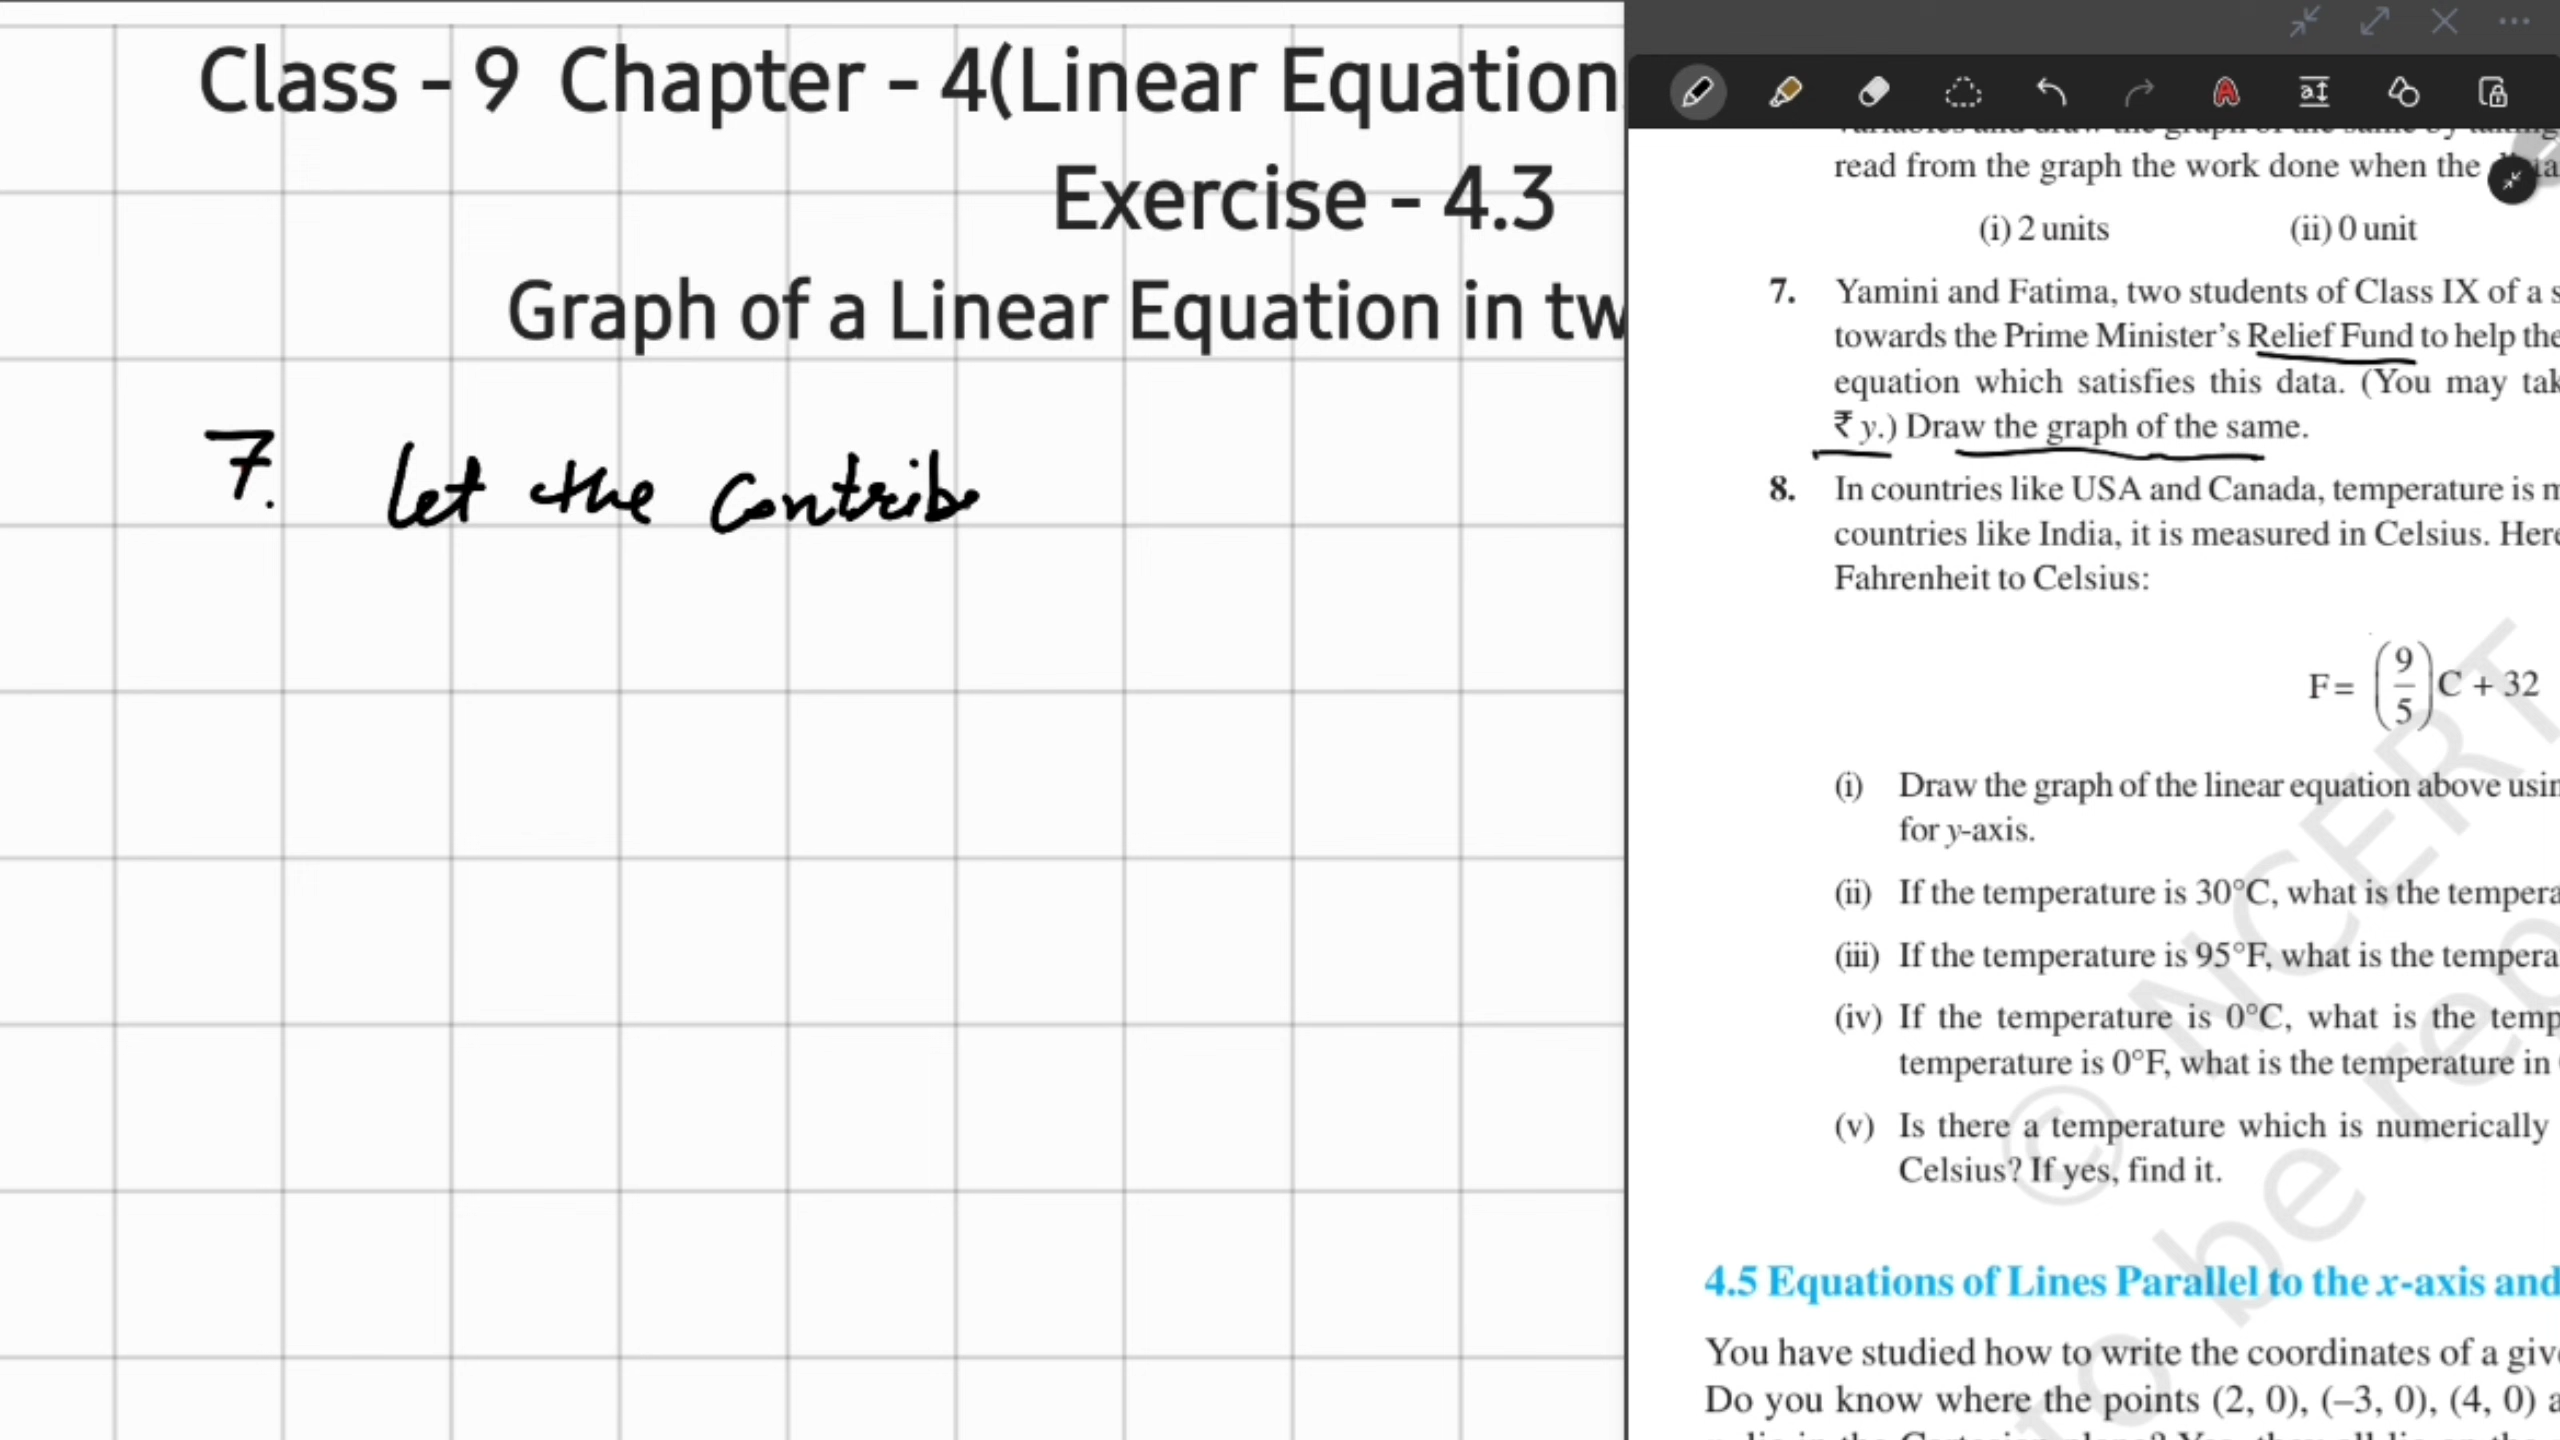 Class - 9 Chapter - 4(Linear Equation
Exercise - 4.3
Graph of a Linear Equation in tw
7. let the Contrib
read from the graph the work done when the
(i) 2 units (ii) 0 unit
7. Yamini and Fatima, two students of Class IX of a s
towards the Prime Minister's Relief Fund to help the
equation which satisfies this data. (You may tak
₹ y.) Draw the graph of the same.
8. In countries like USA and Canada, temperature is m
countries like India, it is measured in Celsius. Here
Fahrenheit to Celsius:
F = (9/5) C + 32
(i) Draw the graph of the linear equation above usin
for y-axis.
(ii) If the temperature is 30°C, what is the tempera
(iii) If the temperature is 95°F, what is the tempera
(iv) If the temperature is 0°C, what is the temp
temperature is 0°F, what is the temperature in
(v) Is there a temperature which is numerically
Celsius? If yes, find it.
4.5 Equations of Lines Parallel to the x-axis and
You have studied how to write the coordinates of a give
Do you know where the points (2, 0), (–3, 0), (4, 0) a
© NCERT
to be rep